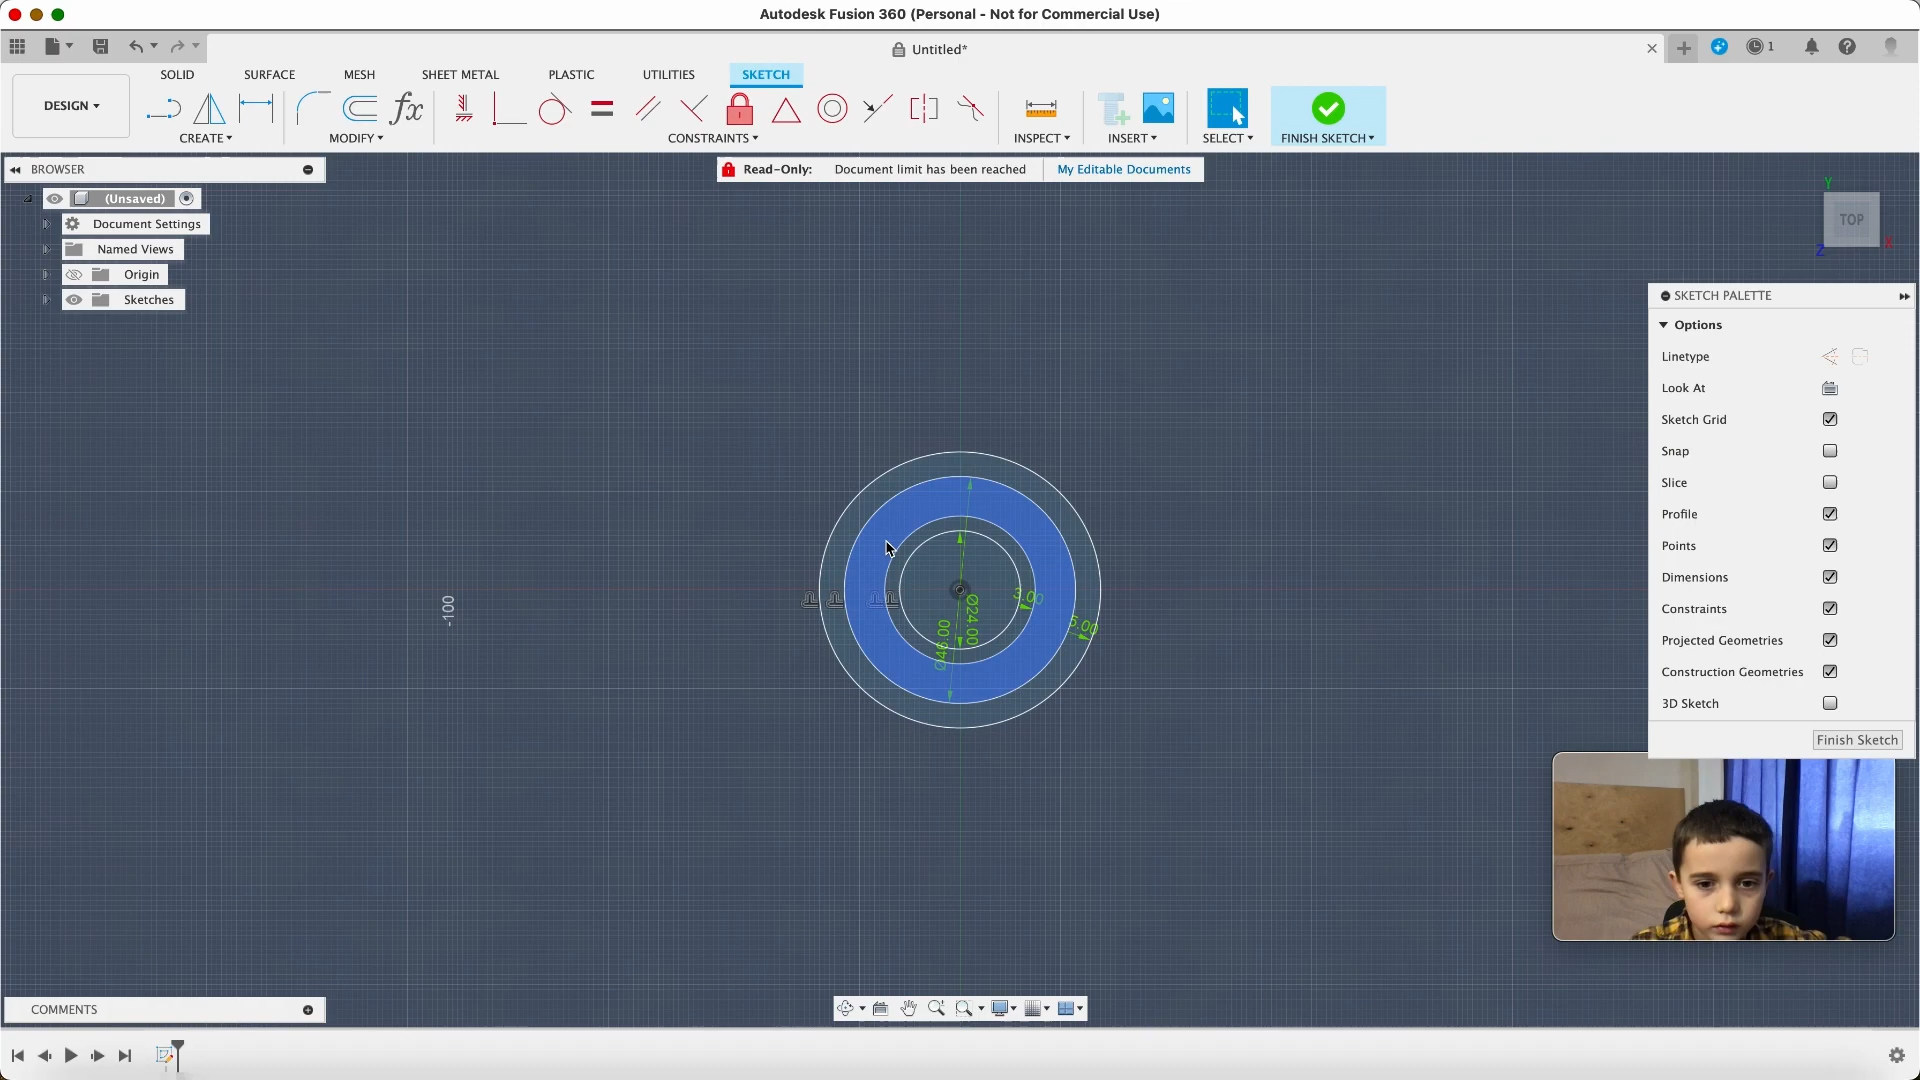 Autodesk Fusion 360 (Personal - Not for Commercial Use)
Untitled*
1
DESIGN
SOLID SURFACE MESH SHEET METAL PLASTIC UTILITIES SKETCH
fx
CREATE MODIFY CONSTRAINTS INSPECT INSERT SELECT FINISH SKETCH
BROWSER
Read-Only: Document limit has been reached My Editable Documents
(Unsaved)
Document Settings
Named Views
Origin
Sketches
Y
TOP
X
Z
SKETCH PALETTE
Options
Linetype
Look At
Sketch Grid
Snap
Slice
Profile
Points
Dimensions
Constraints
Projected Geometries
Construction Geometries
3D Sketch
Finish Sketch
-100
3.00
Ø24.00
5.00
COMMENTS